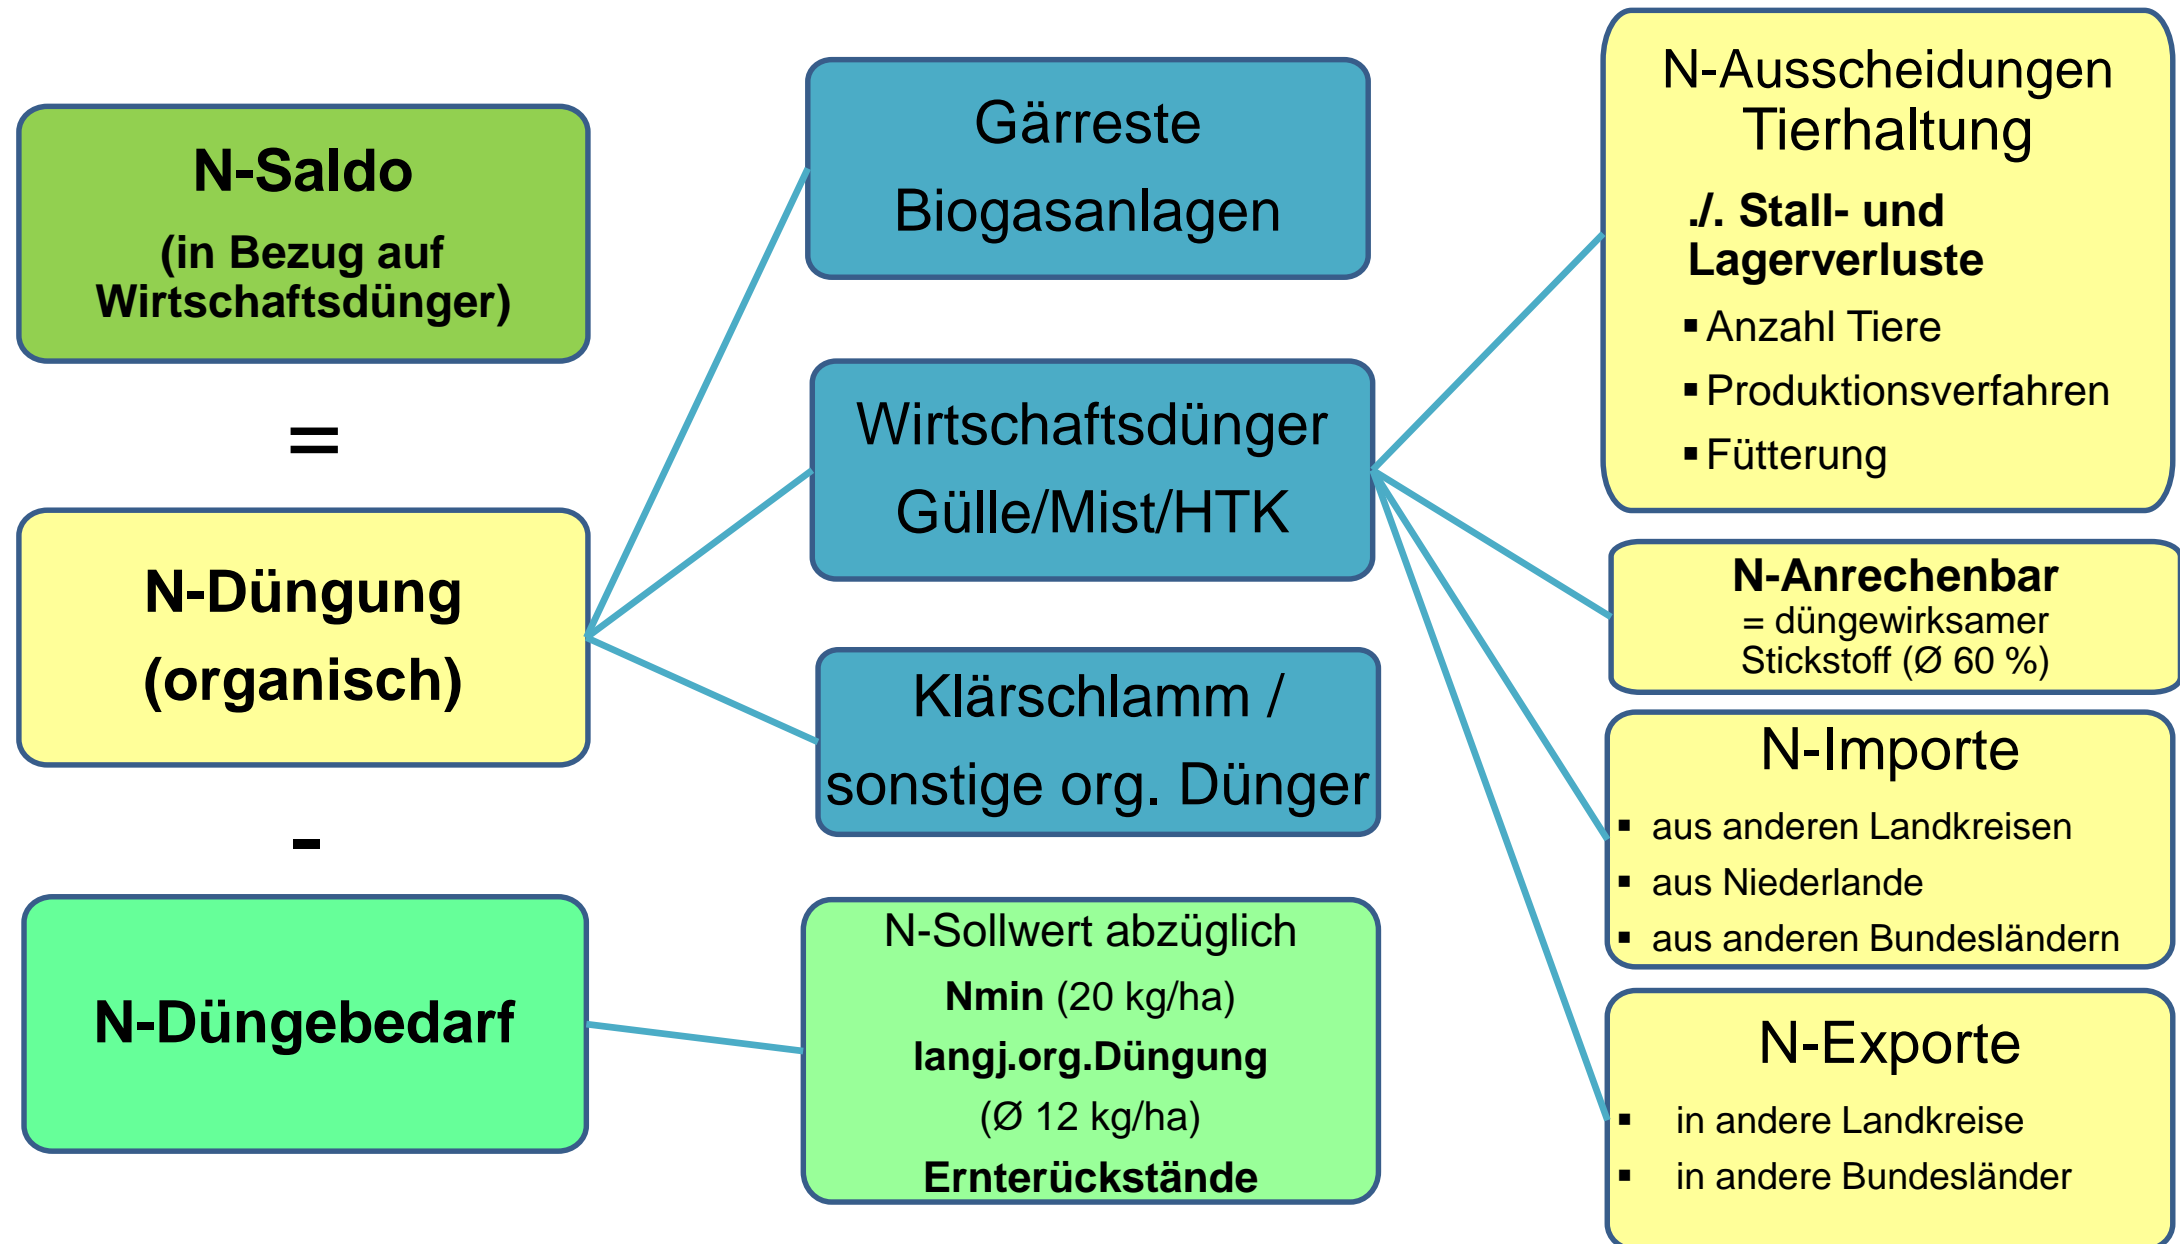 N-Saldo
(in Bezug auf
Wirtschaftsdünger)
=
N-Düngung
(organisch)
-
N-Düngebedarf
Gärreste
Biogasanlagen
Wirtschaftsdünger
Gülle/Mist/HTK
Klärschlamm /
sonstige org. Dünger
N-Sollwert abzüglich
Nmin (20 kg/ha)
langj.org.Düngung
(Ø 12 kg/ha)
Ernterückstände
N-Ausscheidungen
Tierhaltung
./. Stall- und
Lagerverluste
▪ Anzahl Tiere
▪ Produktionsverfahren
▪ Fütterung
N-Anrechenbar
= düngewirksamer
Stickstoff (Ø 60 %)
N-Importe
▪ aus anderen Landkreisen
▪ aus Niederlande
▪ aus anderen Bundesländern
N-Exporte
▪ in andere Landkreise
▪ in andere Bundesländer